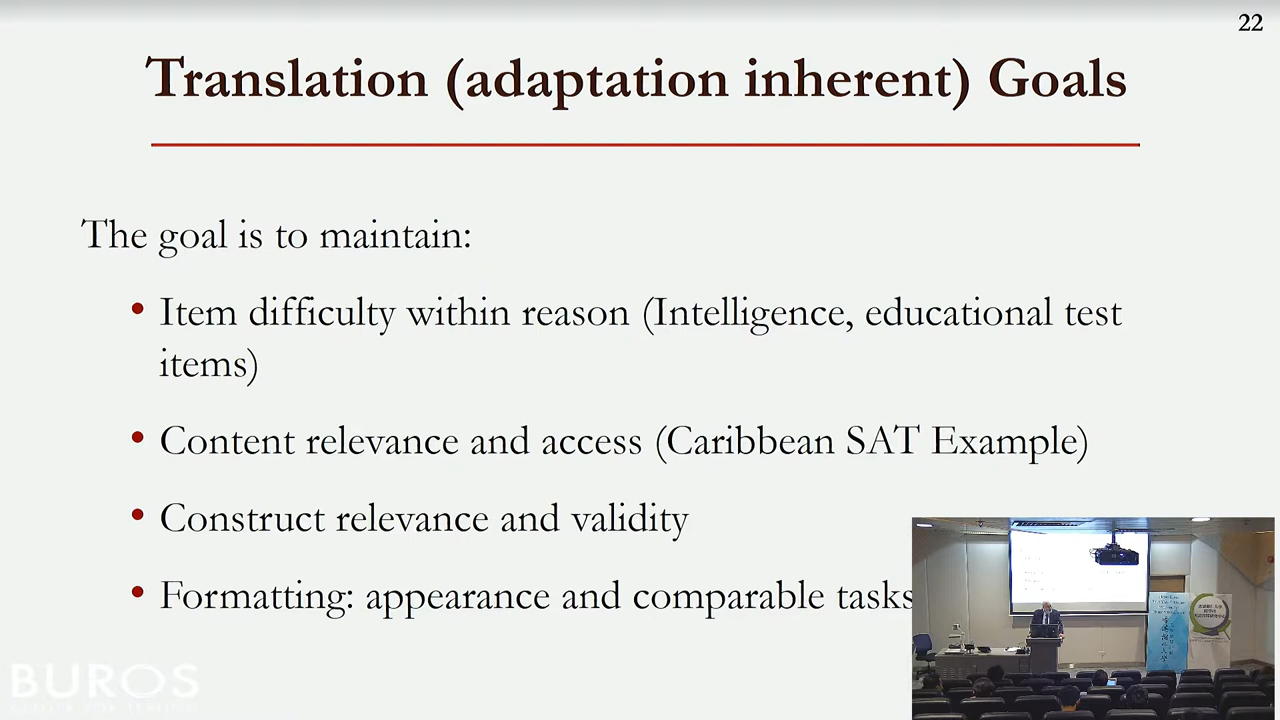 22
Translation (adaptation inherent) Goals
The goal is to maintain:
• Item difficulty within reason (Intelligence, educational test
items)
• Content relevance and access (Caribbean SAT Example)
• Construct relevance and validity
• Formatting: appearance and comparable tasks
BUROS